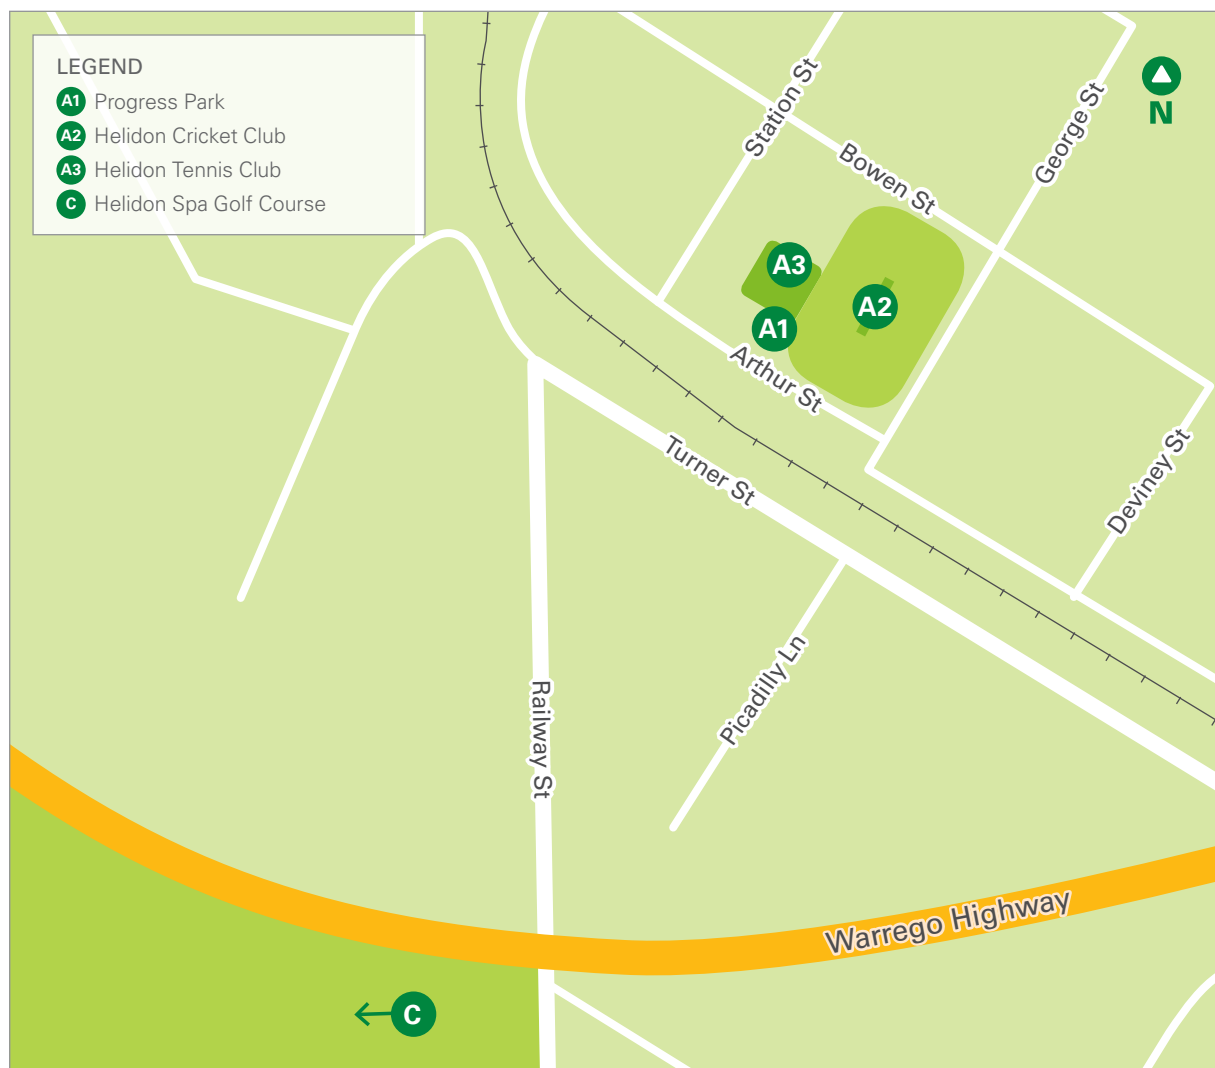 LEGEND
A1 Progress Park
A2 Helidon Cricket Club
A3 Helidon Tennis Club
C Helidon Spa Golf Course
N
Station St
George St
Bowen St
A3
A2
A1
Arthur St
Turner St
Deviney St
Picadilly Ln
Railway St
Warrego Highway
C